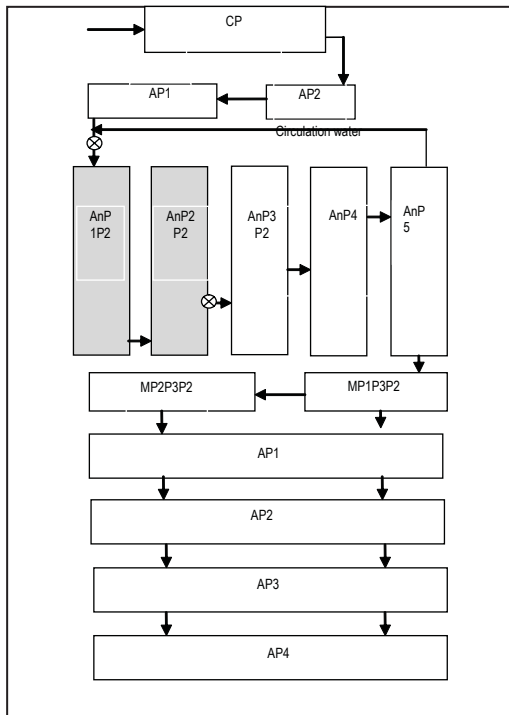 CP
AP1
AP2
Circulation water
AnP
1P2
AnP2
P2
AnP3
P2
AnP4
AnP
5
MP2P3P2
MP1P3P2
AP1
AP2
AP3
AP4